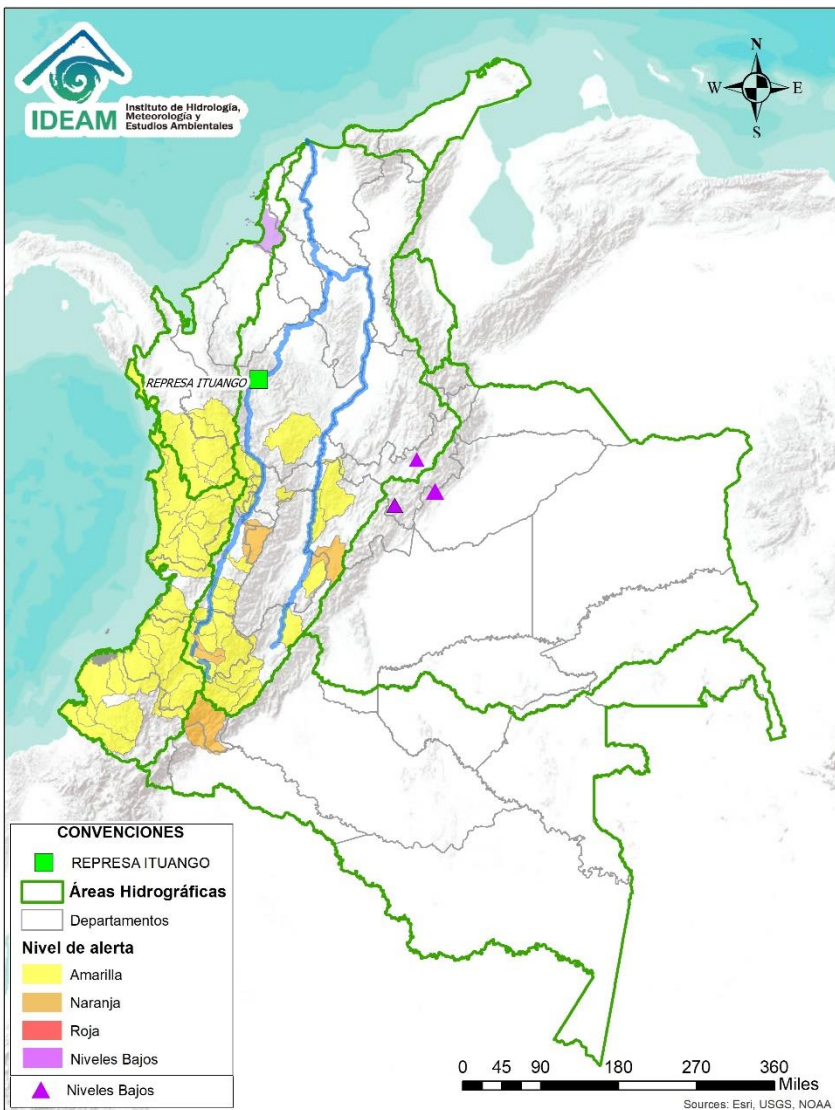 IDEAM
Instituto de Hidrología,
Meteorología y
Estudios Ambientales
N
W
E
S
REPRESA ITUANGO
CONVENCIONES
REPRESA ITUANGO
Áreas Hidrográficas
Departamentos
Nivel de alerta
Amarilla
Naranja
Roja
Niveles Bajos
Niveles Bajos
0 45 90 180 270 360
Miles
Sources: Esri, USGS, NOAA